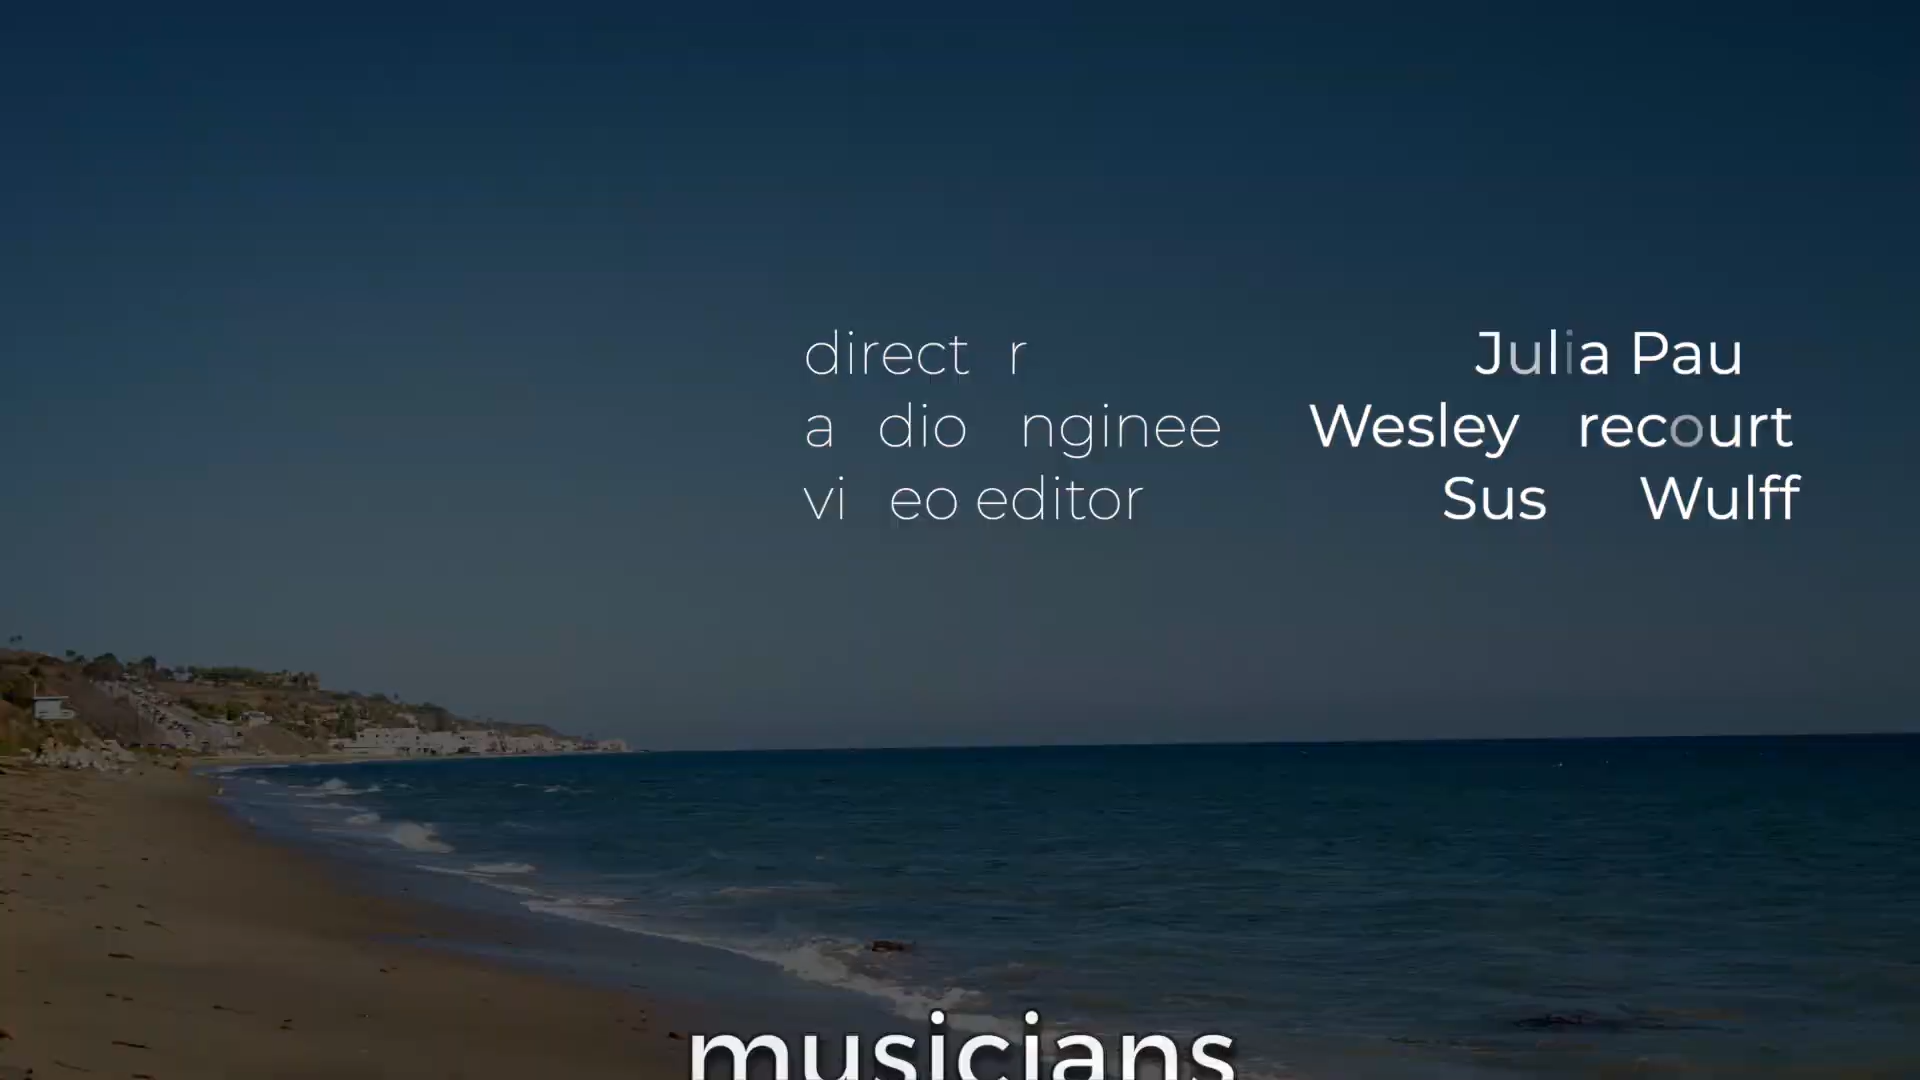 direct r Julia Pau
a dio nginee Wesley recourt
vi eo editor Sus Wulff
musicians